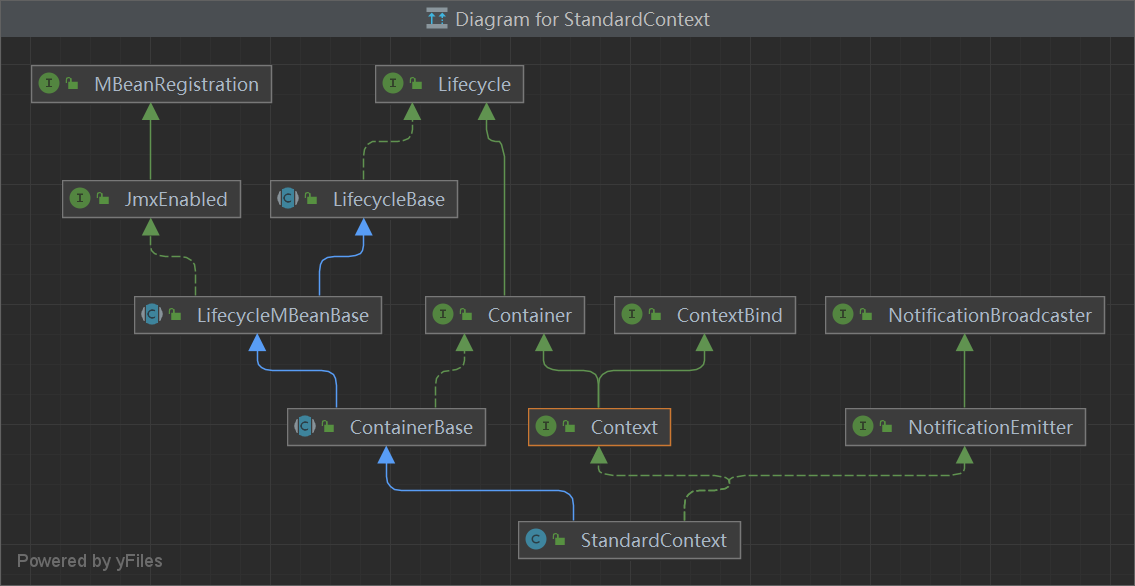 Diagram for StandardContext
I MBeanRegistration
I Lifecycle
I JmxEnabled
C LifecycleBase
C LifecycleMBeanBase
I Container
I ContextBind
I NotificationBroadcaster
C ContainerBase
I Context
I NotificationEmitter
C StandardContext
Powered by yFiles